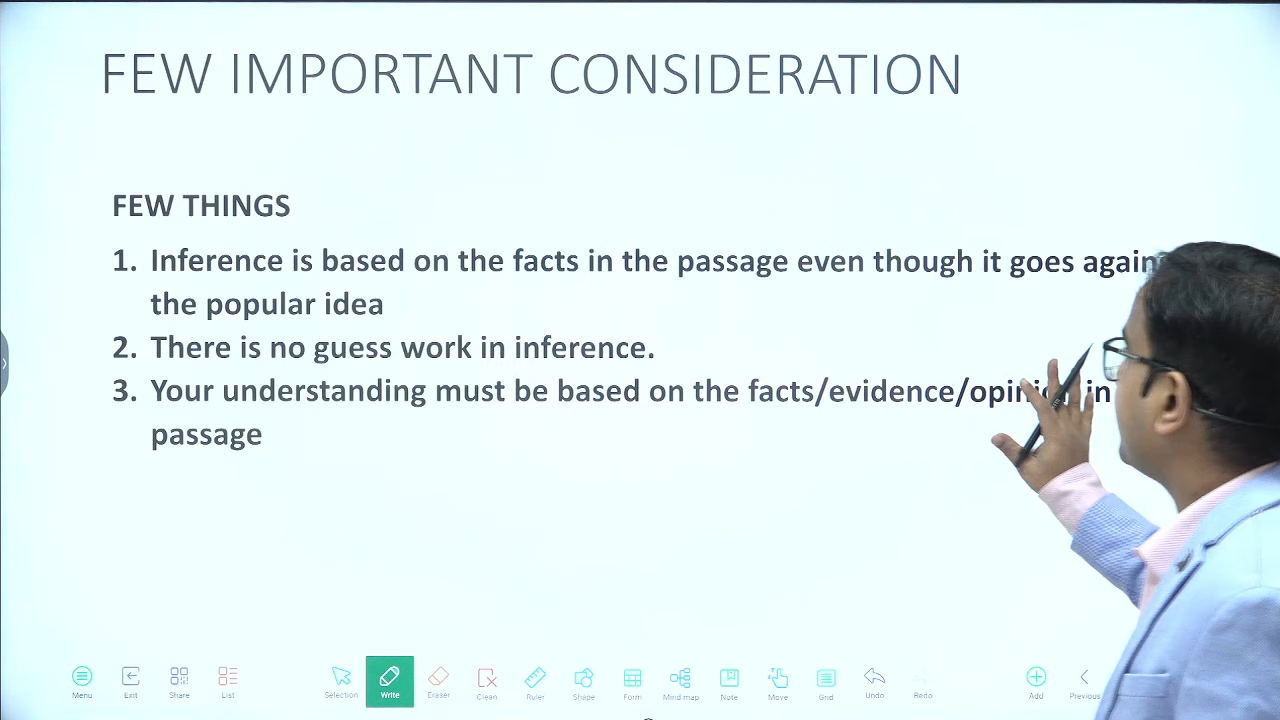 FEW IMPORTANT CONSIDERATION
FEW THINGS
1. Inference is based on the facts in the passage even though it goes
the popular idea
2. There is no guess work in inference.
3. Your understanding must be based on the facts/evidence/ in
passage
Menu Exit Share List Selection Write Eraser Clean Ruler Shape Form Mind map Note Move Grid Undo Redo Add Previous